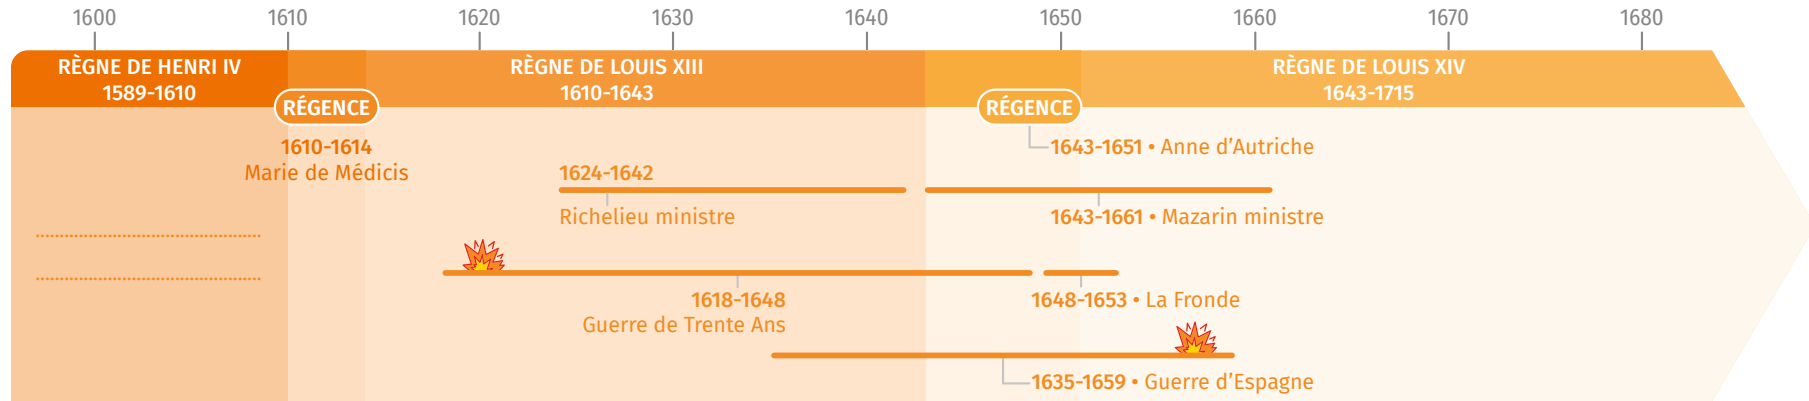 1600 1610 1620 1630 1640 1650 1660 1670 1680
RÈGNE DE HENRI IV
1589-1610
RÈGNE DE LOUIS XIII
1610-1643
RÈGNE DE LOUIS XIV
1643-1715
RÉGENCE
RÉGENCE
1610-1614
Marie de Médicis
1643-1651 • Anne d'Autriche
1624-1642
Richelieu ministre
1643-1661 • Mazarin ministre
1618-1648
Guerre de Trente Ans
1648-1653 • La Fronde
1635-1659 • Guerre d'Espagne